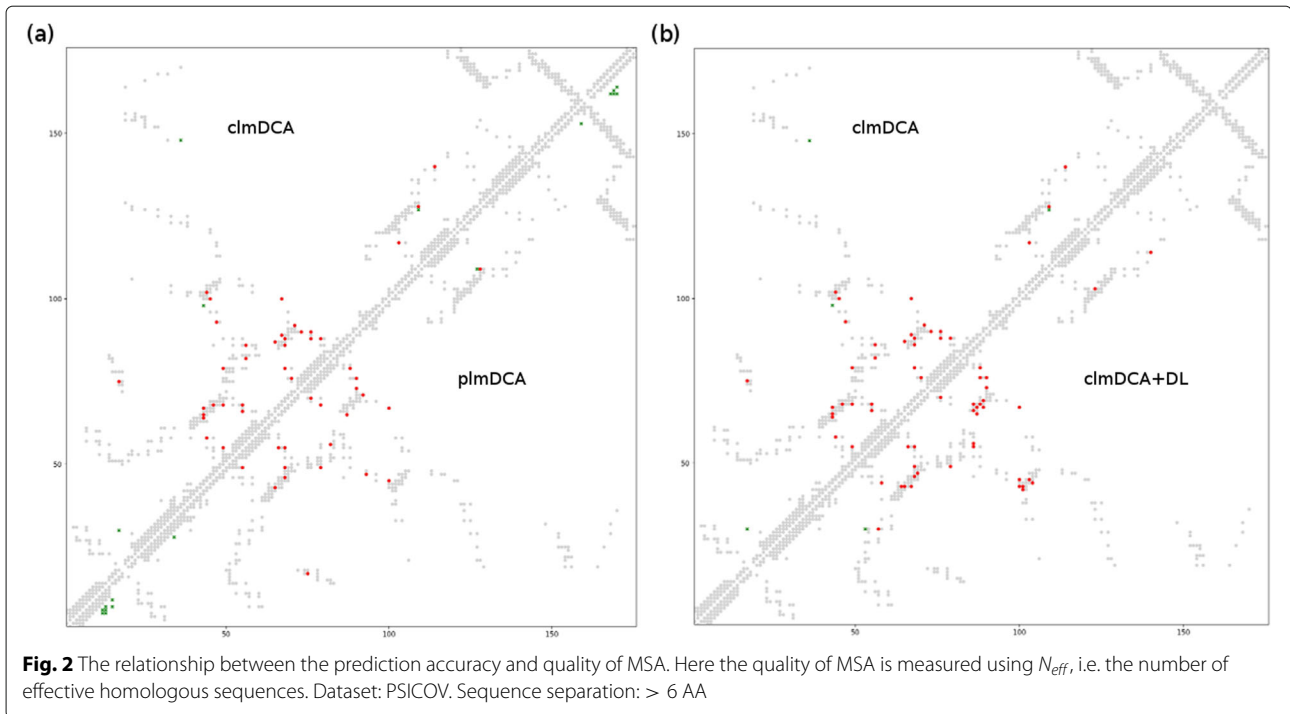 (a)
(b)
150
100
50
50
100
150
clmDCA
plmDCA
150
100
50
50
100
150
clmDCA
clmDCA+DL
Fig. 2 The relationship between the prediction accuracy and quality of MSA. Here the quality of MSA is measured using Neff, i.e. the number of
effective homologous sequences. Dataset: PSICOV. Sequence separation: > 6 AA